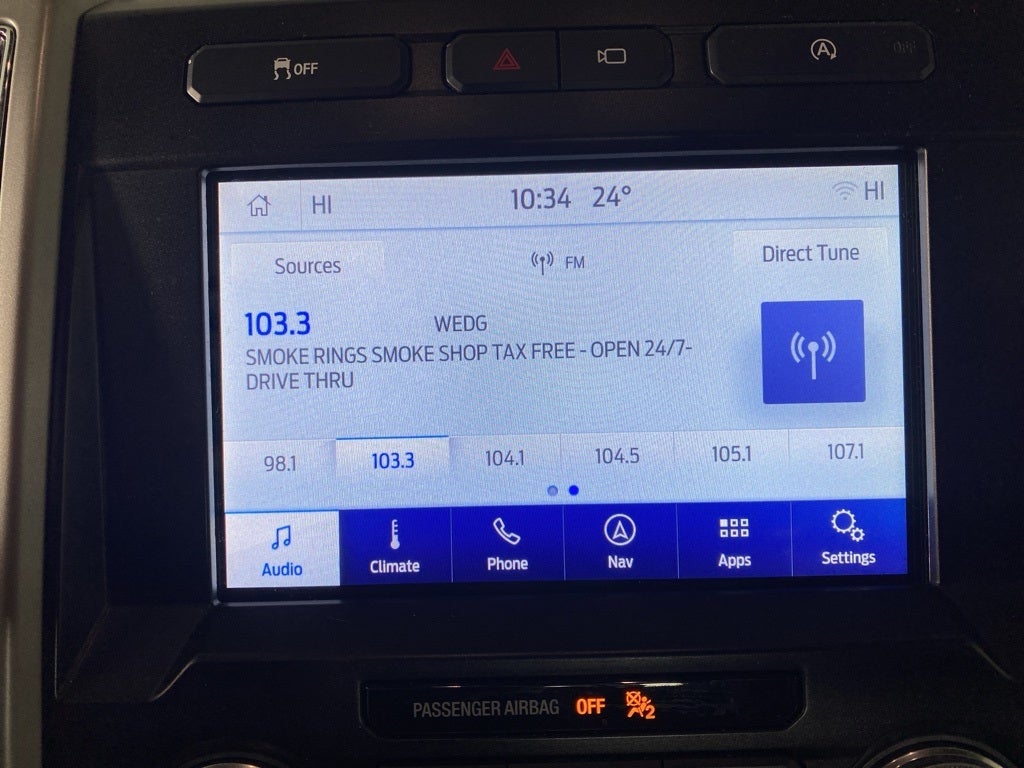 OFF
A OFF
HI 10:34 24° HI
Sources FM Direct Tune
103.3 WEDG
SMOKE RINGS SMOKE SHOP TAX FREE - OPEN 24/7-
DRIVE THRU
98.1 103.3 104.1 104.5 105.1 107.1
Audio Climate Phone Nav Apps Settings
PASSENGER AIRBAG OFF 2